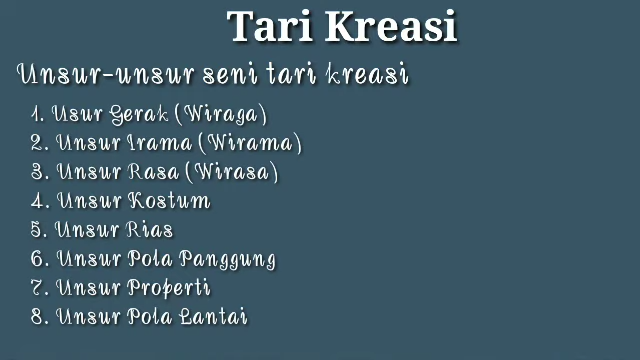 Tari Kreasi
Unsur-unsur seni tari kreasi
1. Usur Gerak (Wiraga)
2. Unsur Irama (Wirama)
3. Unsur Rasa (Wirasa)
4. Unsur Kostum
5. Unsur Rias
6. Unsur Pola Panggung
7. Unsur Properti
8. Unsur Pola Lantai